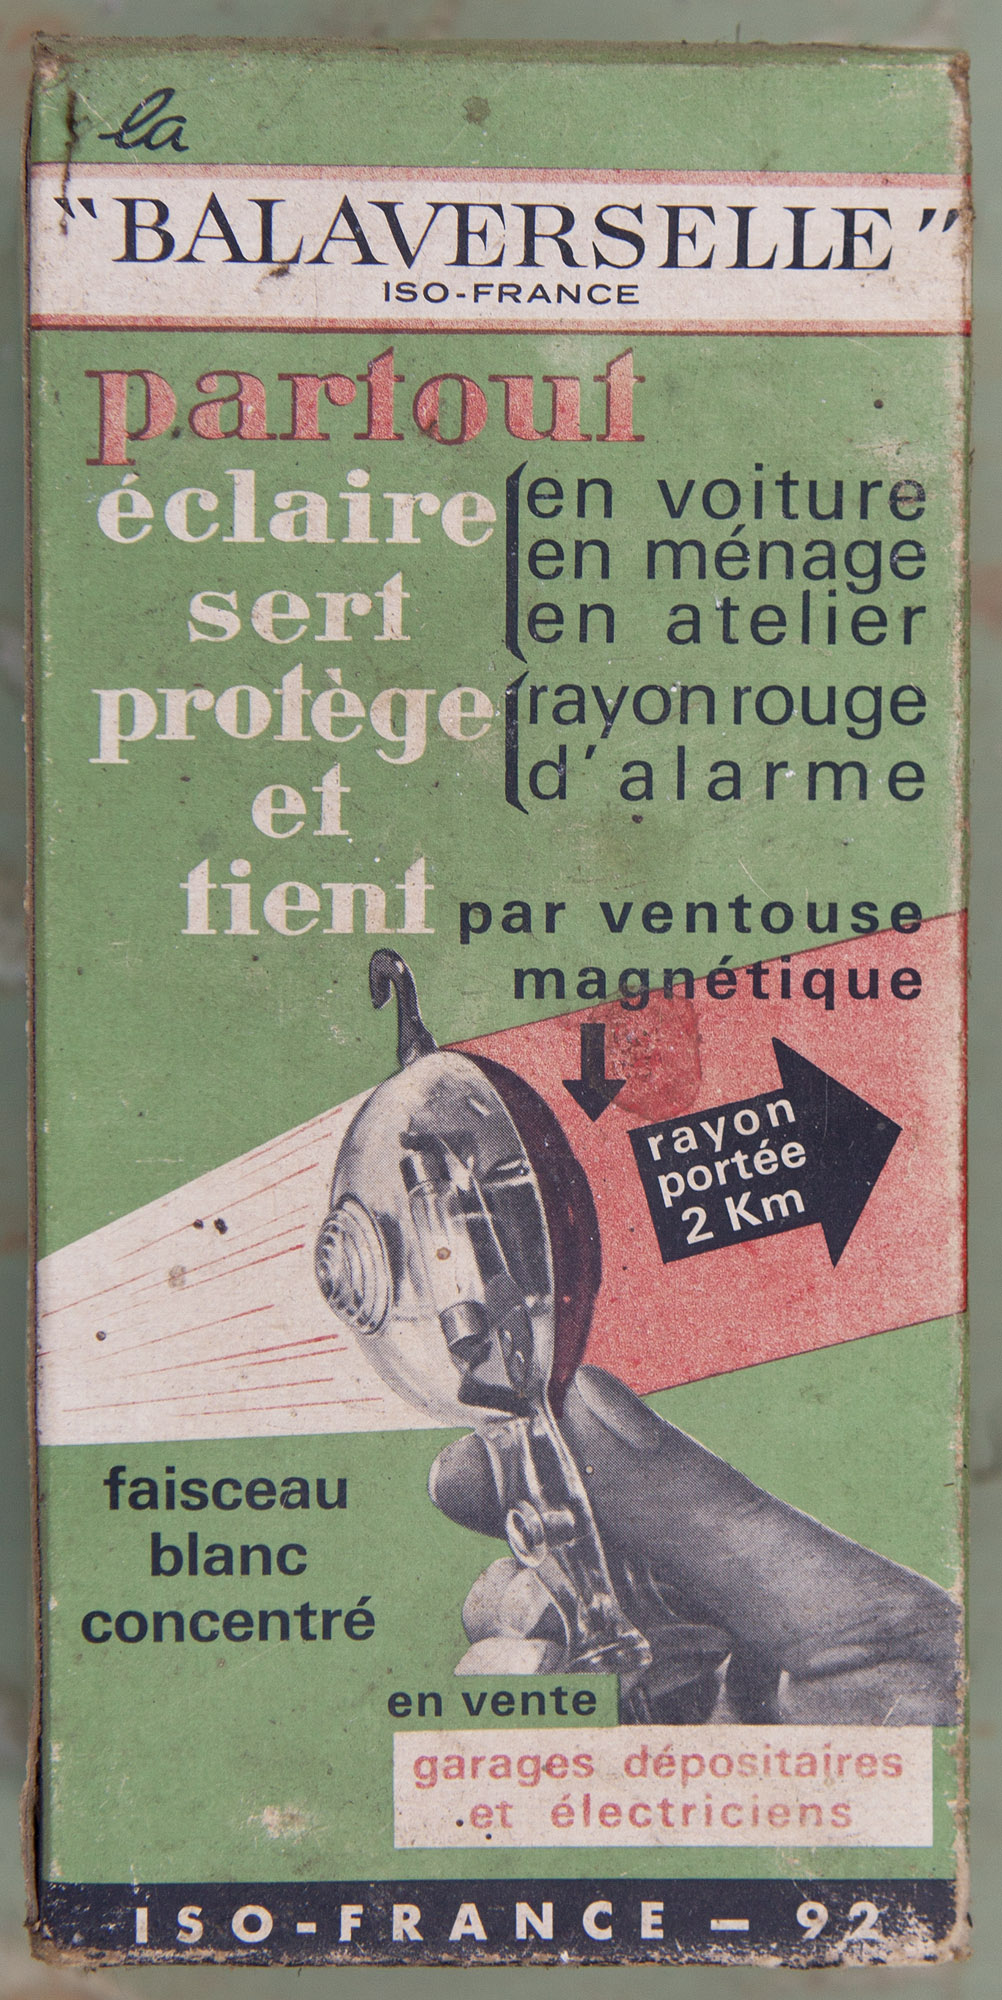 la
"BALAVERSELLE"
ISO-FRANCE
partout
éclaire
en voiture
en ménage
en atelier
sert
protège
rayon rouge
d'alarme
et
tient
par ventouse
magnétique
rayon
portée
2 Km
faisceau
blanc
concentré
en vente
garages dépositaires
et électriciens
ISO-FRANCE - 92